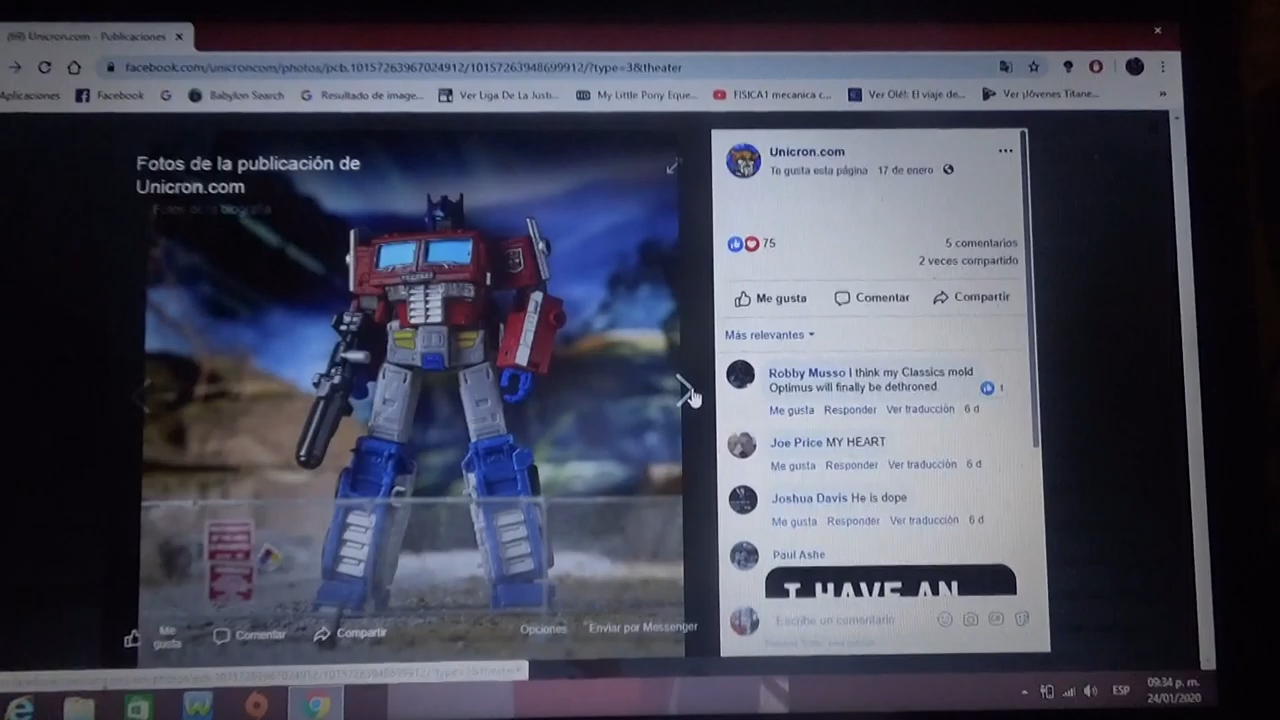 Unicron.com - Publicaciones
facebook.com/unicroncom/photos/pcb.10157263967024912/10157263948699912/?type=3&theater
Aplicaciones Facebook Babylon Search Resultado de image... Ver Liga De La Justi... My Little Pony Eque... FISICA1 mecanica c... Ver Olé!: El viaje de... Ver ¡Jóvenes Titane... »
Fotos de la publicación de
Unicron.com
Fotos de la biografía
Me
gusta
Comentar
Compartir
Opciones
Enviar por Messenger
Unicron.com
Te gusta esta página 17 de enero
75
5 comentarios
2 veces compartido
Me gusta Comentar Compartir
Más relevantes
Robby Musso I think my Classics mold
Optimus will finally be dethroned
1
Me gusta Responder Ver traducción 6 d
Joe Price MY HEART
Me gusta Responder Ver traducción 6 d
Joshua Davis He is dope
Me gusta Responder Ver traducción 6 d
Paul Ashe
I HAVE AN
Escribe un comentario
ESP
09:34 p. m.
24/01/2020